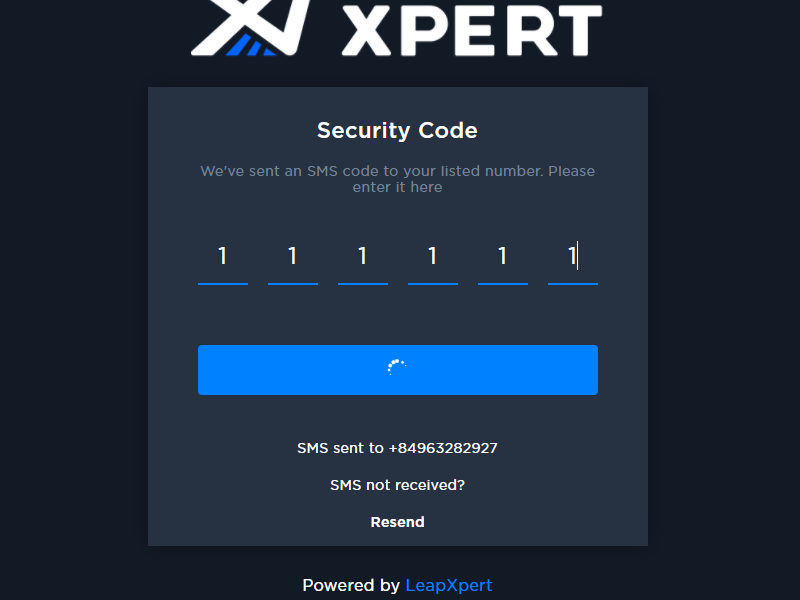 XPERT
Security Code
We've sent an SMS code to your listed number. Please
enter it here
1 1 1 1 1 1
SMS sent to +84963282927
SMS not received?
Resend
Powered by LeapXpert